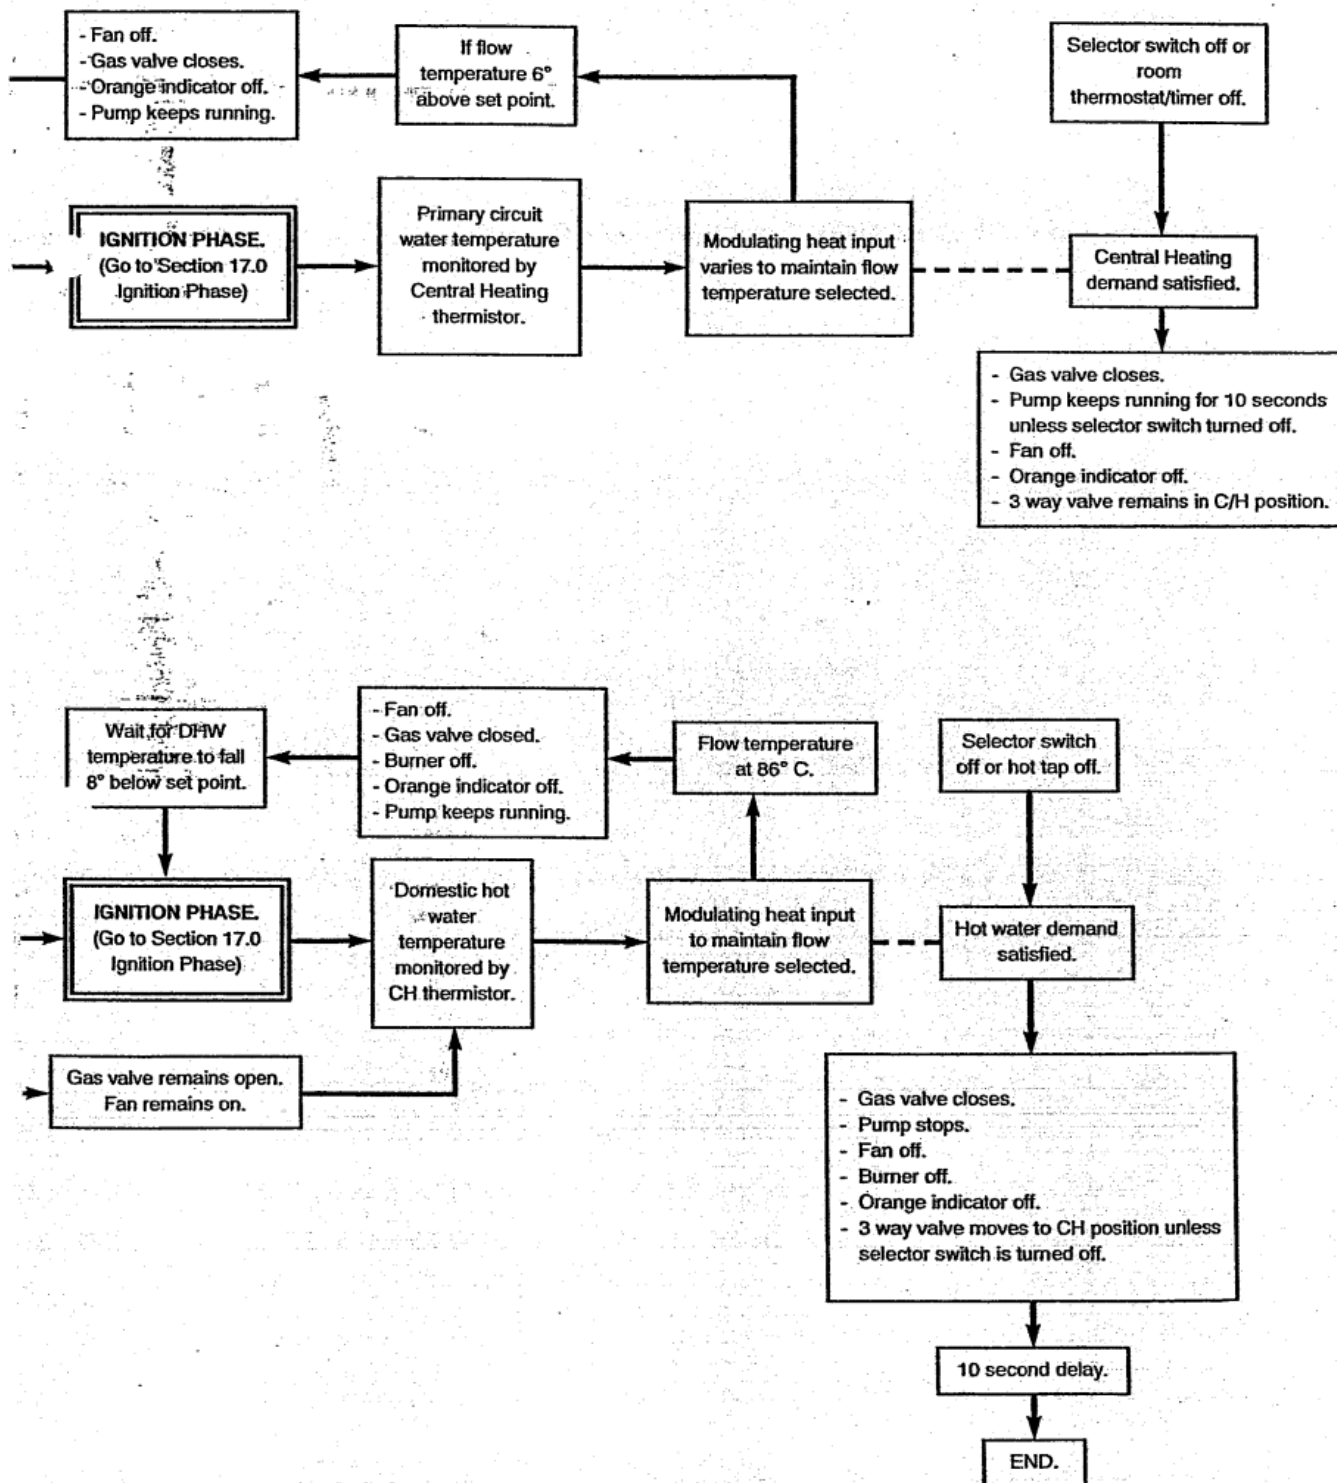 - Fan off.
- Gas valve closes.
- Orange indicator off.
- Pump keeps running.
If flow
temperature 6°
above set point.
Selector switch off or
room
thermostat/timer off.
IGNITION PHASE.
(Go to Section 17.0
Ignition Phase)
Primary circuit
water temperature
monitored by
Central Heating
thermistor.
Modulating heat input
varies to maintain flow
temperature selected.
Central Heating
demand satisfied.
- Gas valve closes.
- Pump keeps running for 10 seconds
unless selector switch turned off.
- Fan off.
- Orange indicator off.
- 3 way valve remains in C/H position.
Wait for DHW
temperature to fall
8° below set point.
- Fan off.
- Gas valve closed.
- Burner off.
- Orange indicator off.
- Pump keeps running.
Flow temperature
at 86° C.
Selector switch
off or hot tap off.
IGNITION PHASE.
(Go to Section 17.0
Ignition Phase)
Domestic hot
water
temperature
monitored by
CH thermistor.
Modulating heat input
to maintain flow
temperature selected.
Hot water demand
satisfied.
Gas valve remains open.
Fan remains on.
- Gas valve closes.
- Pump stops.
- Fan off.
- Burner off.
- Orange indicator off.
- 3 way valve moves to CH position unless
selector switch is turned off.
10 second delay.
END.